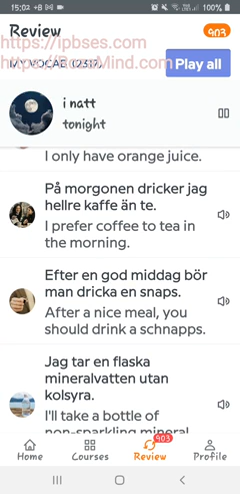 15:02 +B
100%
Review
903
https://ipbses.com
MY VOCAB (2317)
Play all
i natt
tonight
I only have orange juice.
På morgonen dricker jag
hellre kaffe än te.
I prefer coffee to tea in
the morning.
Efter en god middag bör
man dricka en snaps.
After a nice meal, you
should drink a schnapps.
Jag tar en flaska
mineralvatten utan
kolsyra.
I'll take a bottle of
non-sparkling mineral
903
Home Courses Review Profile